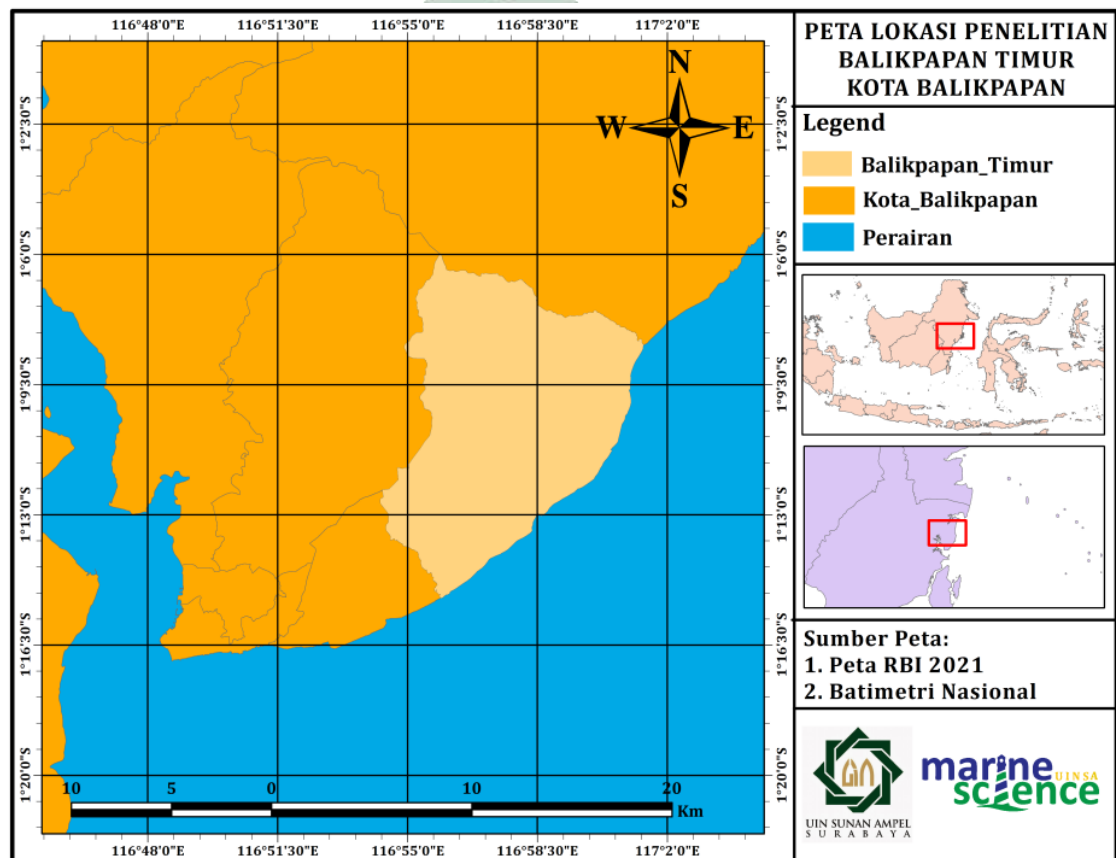 116°48'0"E 116°51'30"E 116°55'0"E 116°58'30"E 117°2'0"E
1°2'30"S 1°2'30"S
1°6'0"S 1°6'0"S
1°9'30"S 1°9'30"S
1°13'0"S 1°13'0"S
1°16'30"S 1°16'30"S
1°20'0"S 1°20'0"S
N
W E
S
10 5 0 10 20
Km
116°48'0"E 116°51'30"E 116°55'0"E 116°58'30"E 117°2'0"E
PETA LOKASI PENELITIAN
BALIKPAPAN TIMUR
KOTA BALIKPAPAN
Legend
Balikpapan_Timur
Kota_Balikpapan
Perairan
Sumber Peta:
1. Peta RBI 2021
2. Batimetri Nasional
UIN SUNAN AMPEL
SURABAYA
marine UINSA
science